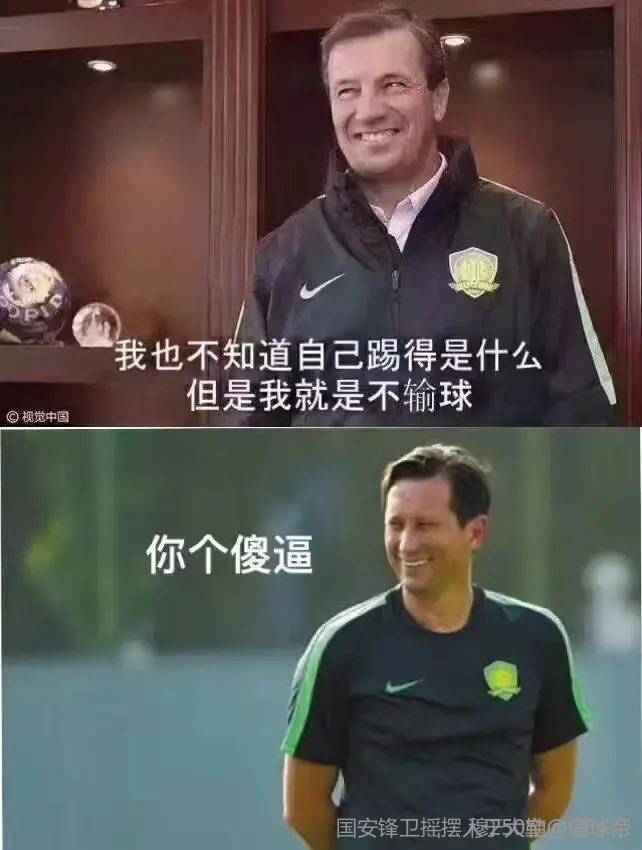 我也不知道自己踢得是什么
但是我就是不输球
© 视觉中国
你个傻逼
国安锋卫摇摆人
@懂球帝